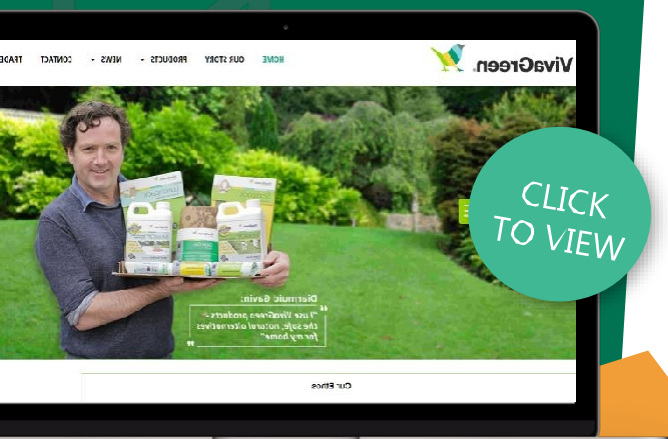 VivaGreen.
HOME OUR STORY PRODUCTS NEWS CONTACT TRADE
CLICK
TO VIEW
Diarmuid Gavin:
"I use VivaGreen products -
the safe, natural alternatives
for my home"
Our Ethos